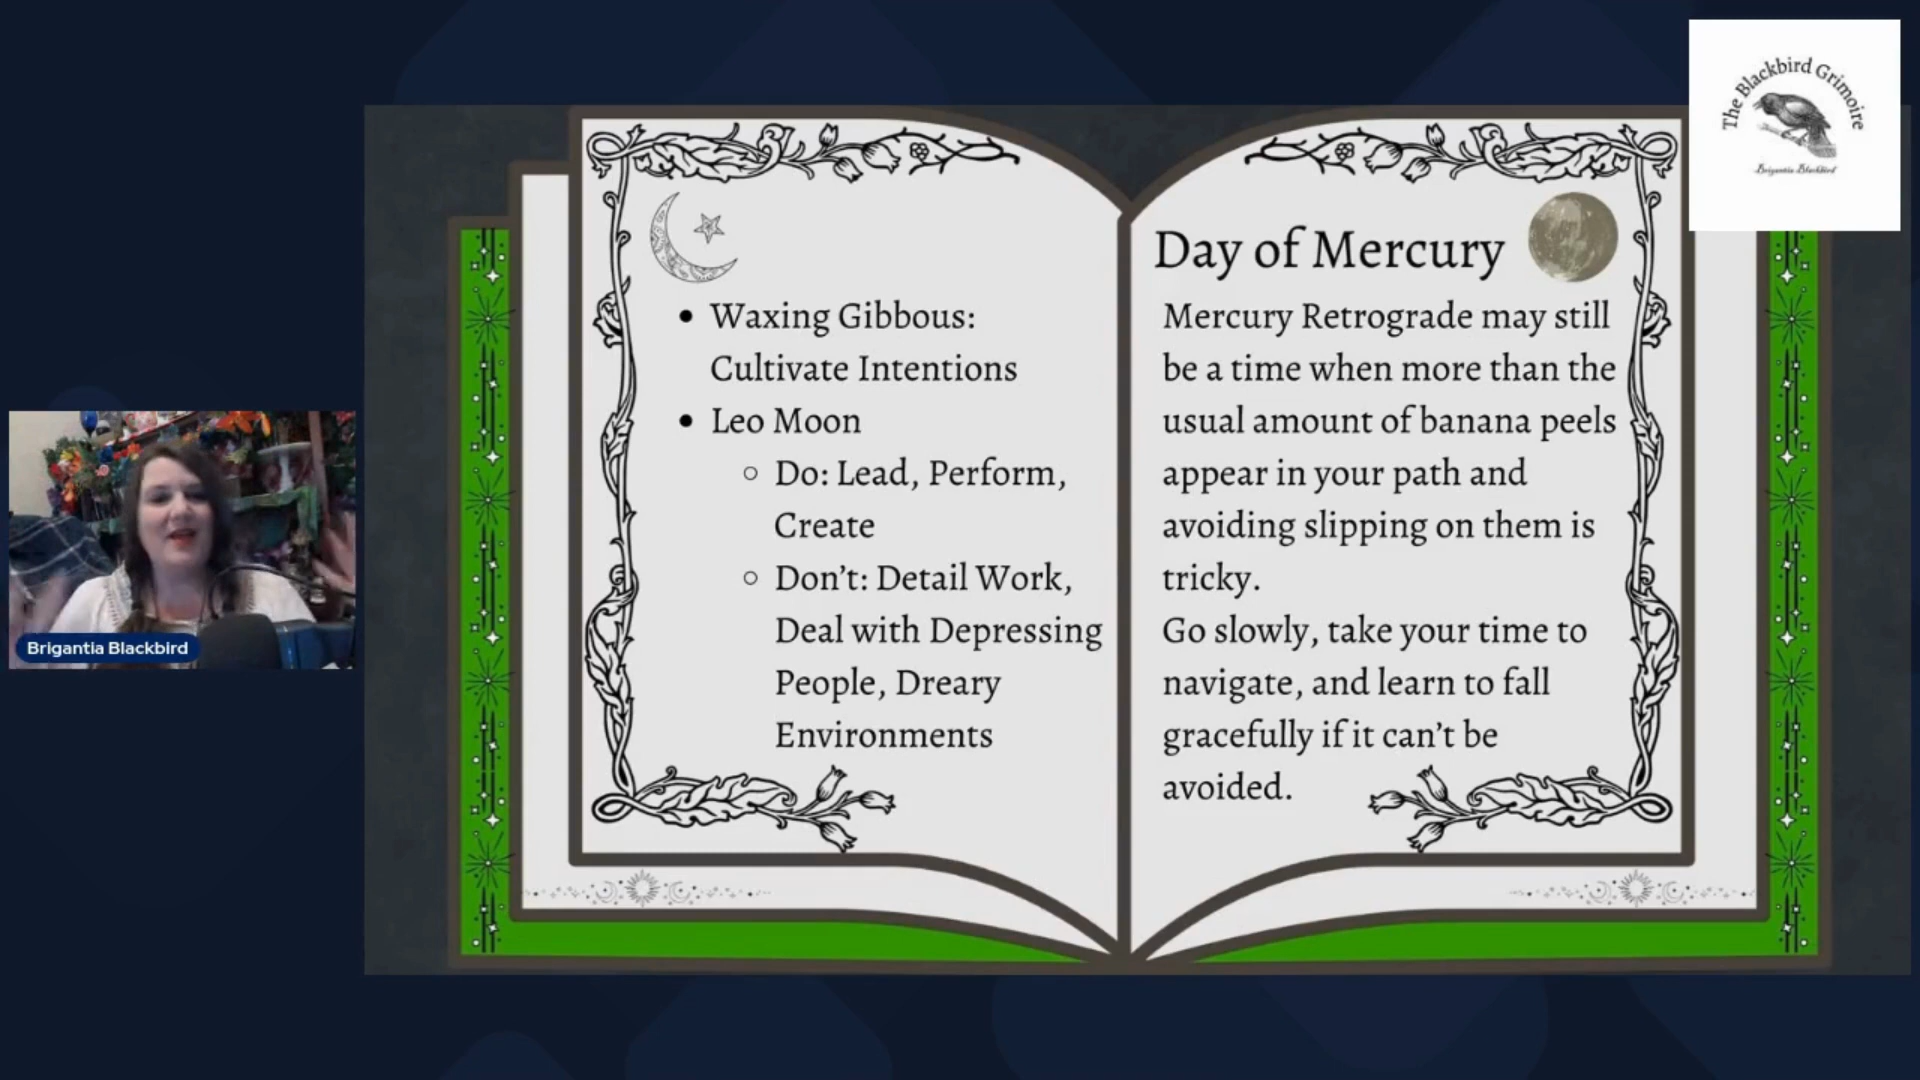 The Blackbird Grimoire
Brigantia Blackbird
Waxing Gibbous:
Cultivate Intentions
Leo Moon
Do: Lead, Perform,
Create
Don't: Detail Work,
Deal with Depressing
People, Dreary
Environments
Day of Mercury
Mercury Retrograde may still
be a time when more than the
usual amount of banana peels
appear in your path and
avoiding slipping on them is
tricky.
Go slowly, take your time to
navigate, and learn to fall
gracefully if it can't be
avoided.
Brigantia Blackbird